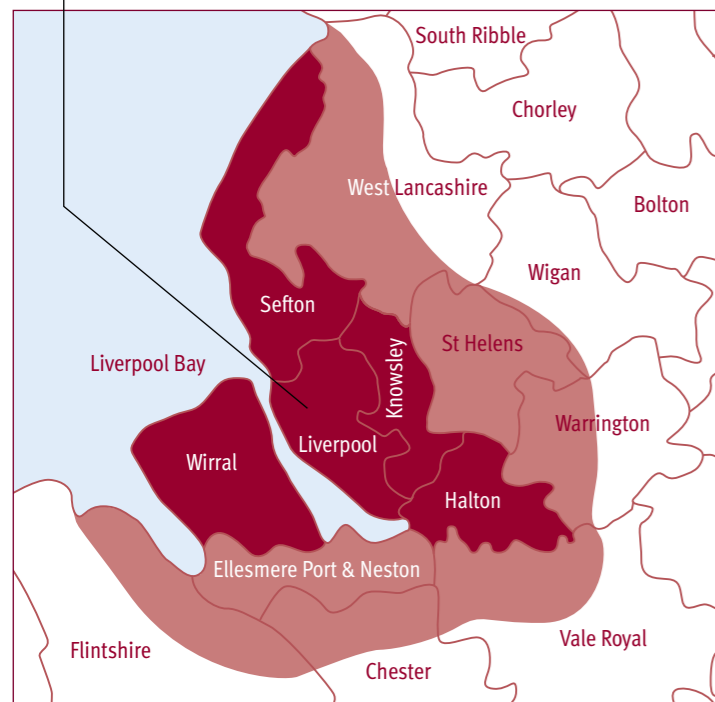 South Ribble
Chorley
West Lancashire
Bolton
Wigan
Sefton
St Helens
Liverpool Bay
Knowsley
Warrington
Liverpool
Wirral
Halton
Ellesmere Port & Neston
Vale Royal
Flintshire
Chester